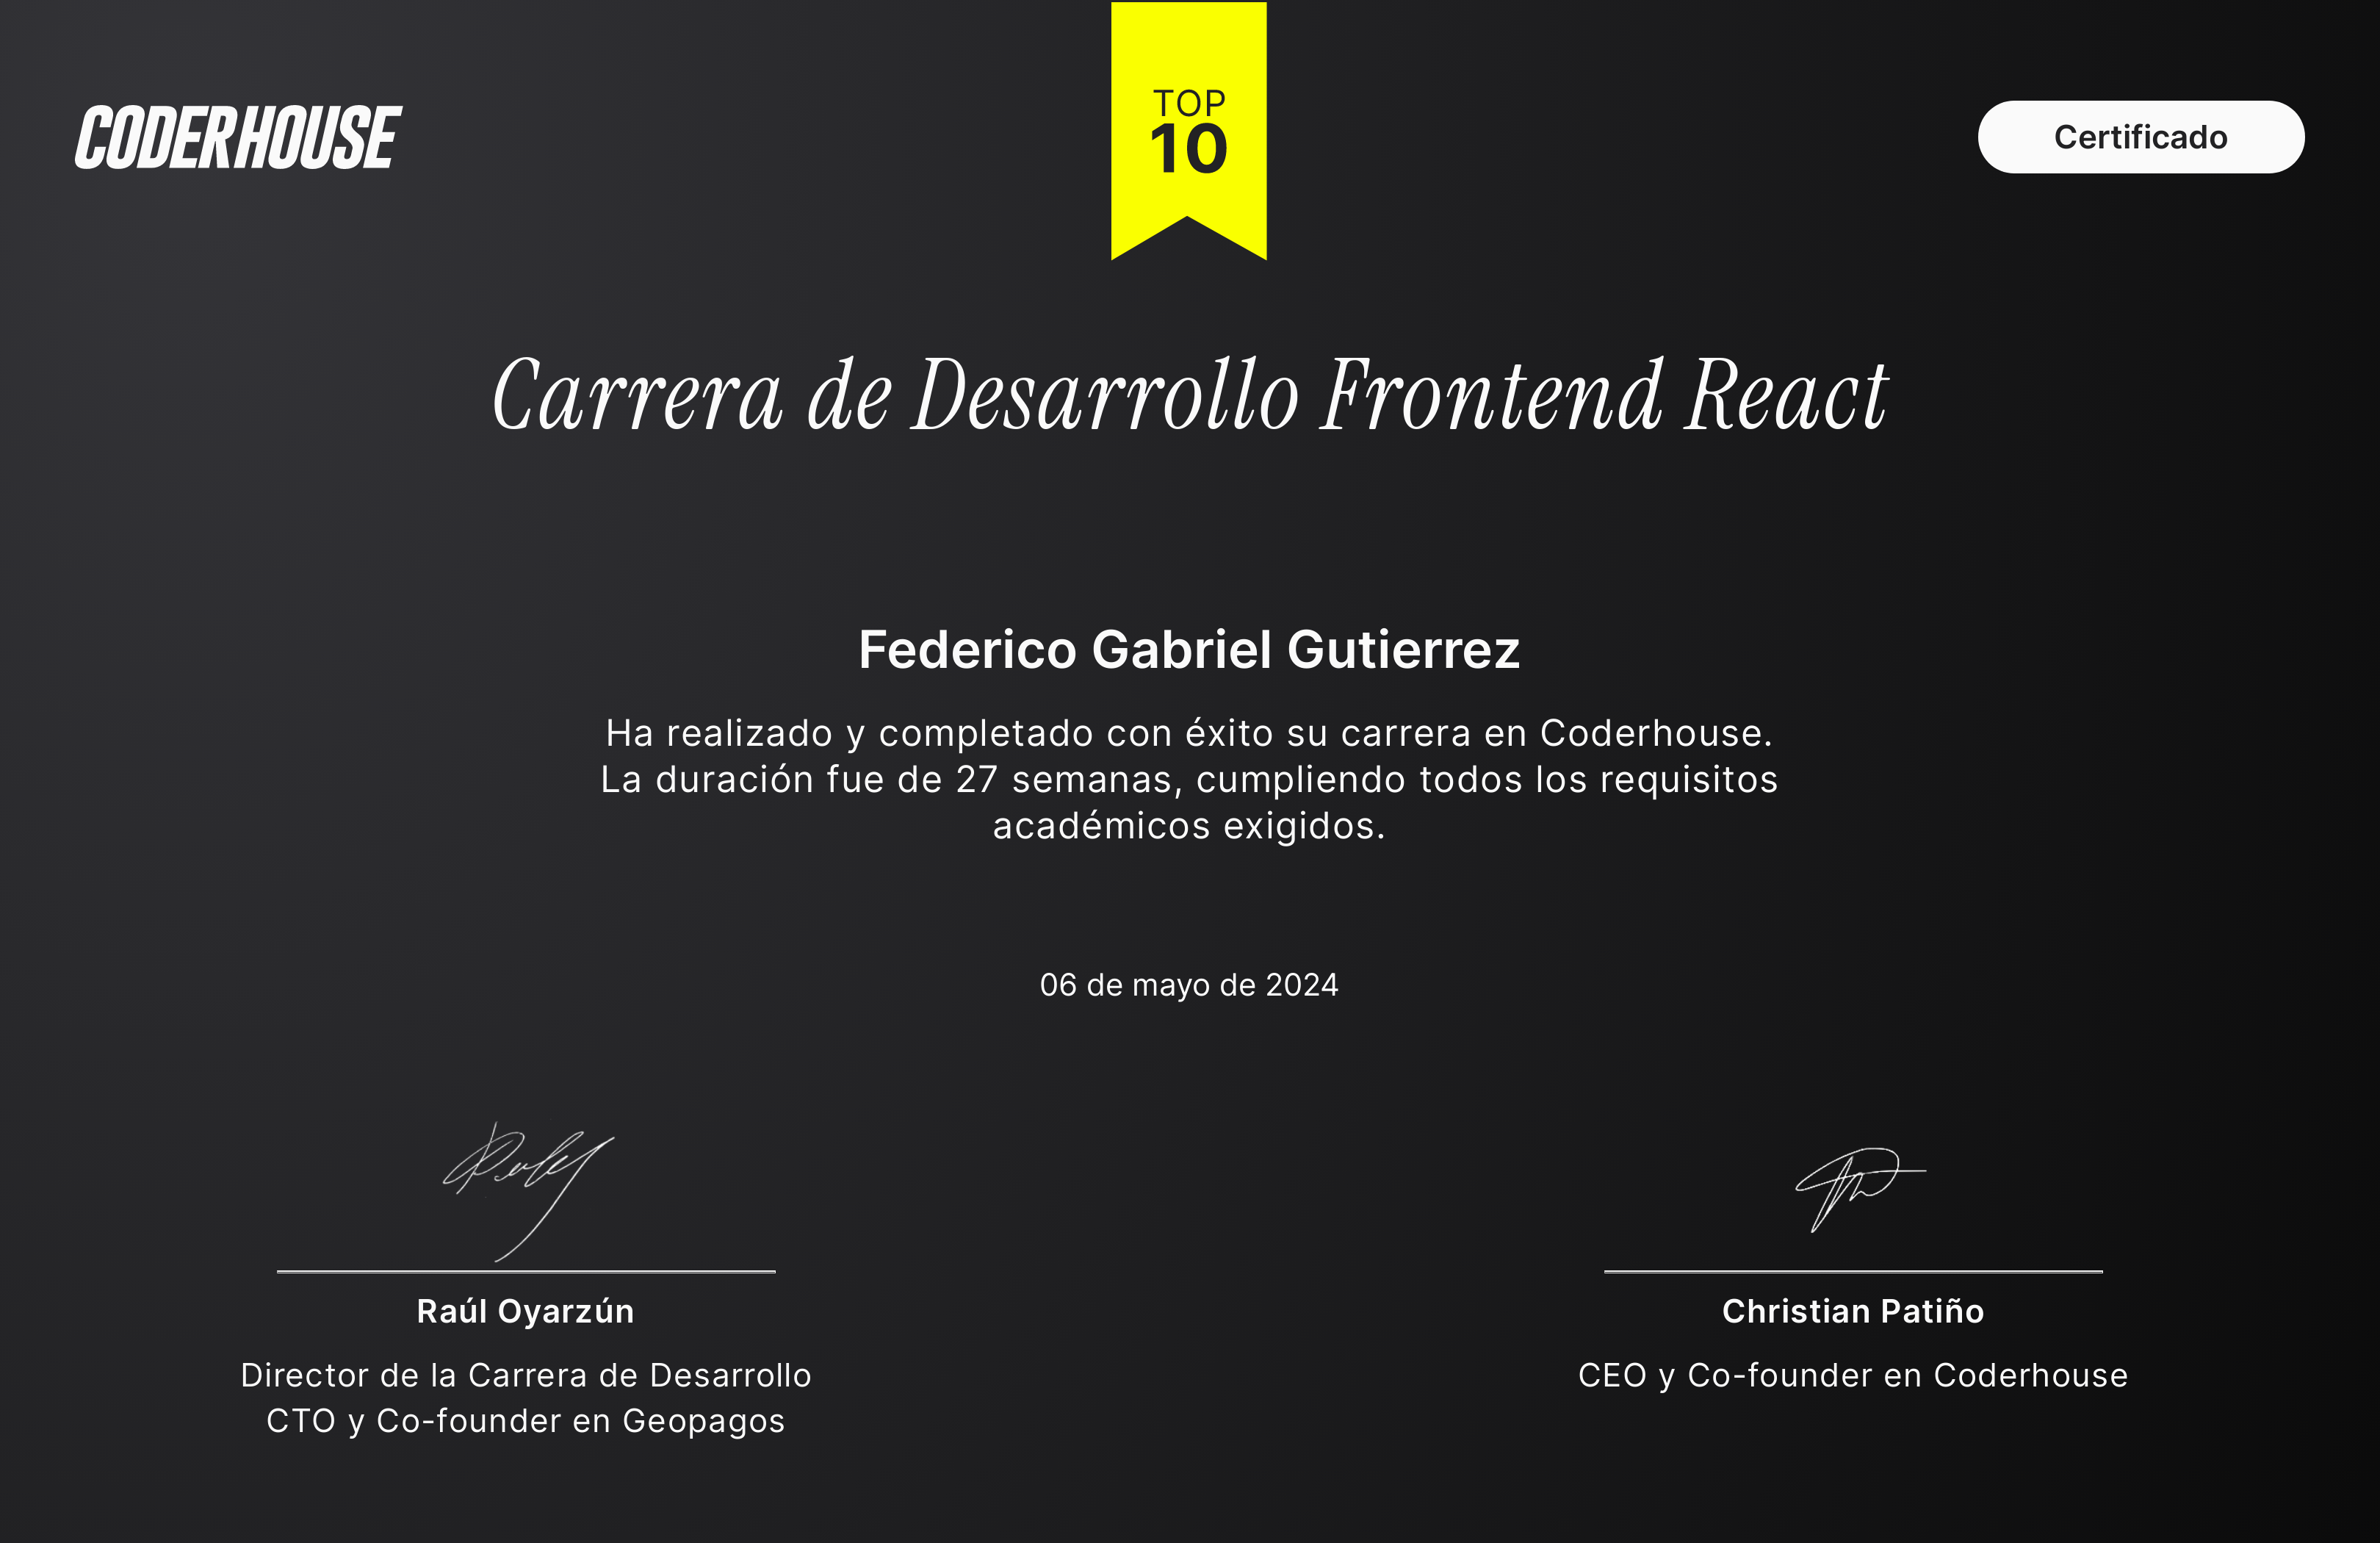 CODERHOUSE
TOP
10
Certificado
Carrera de Desarrollo Frontend React
Federico Gabriel Gutierrez
Ha realizado y completado con éxito su carrera en Coderhouse.
La duración fue de 27 semanas, cumpliendo todos los requisitos
académicos exigidos.
06 de mayo de 2024
Raúl Oyarzún
Director de la Carrera de Desarrollo
CTO y Co-founder en Geopagos
Christian Patiño
CEO y Co-founder en Coderhouse